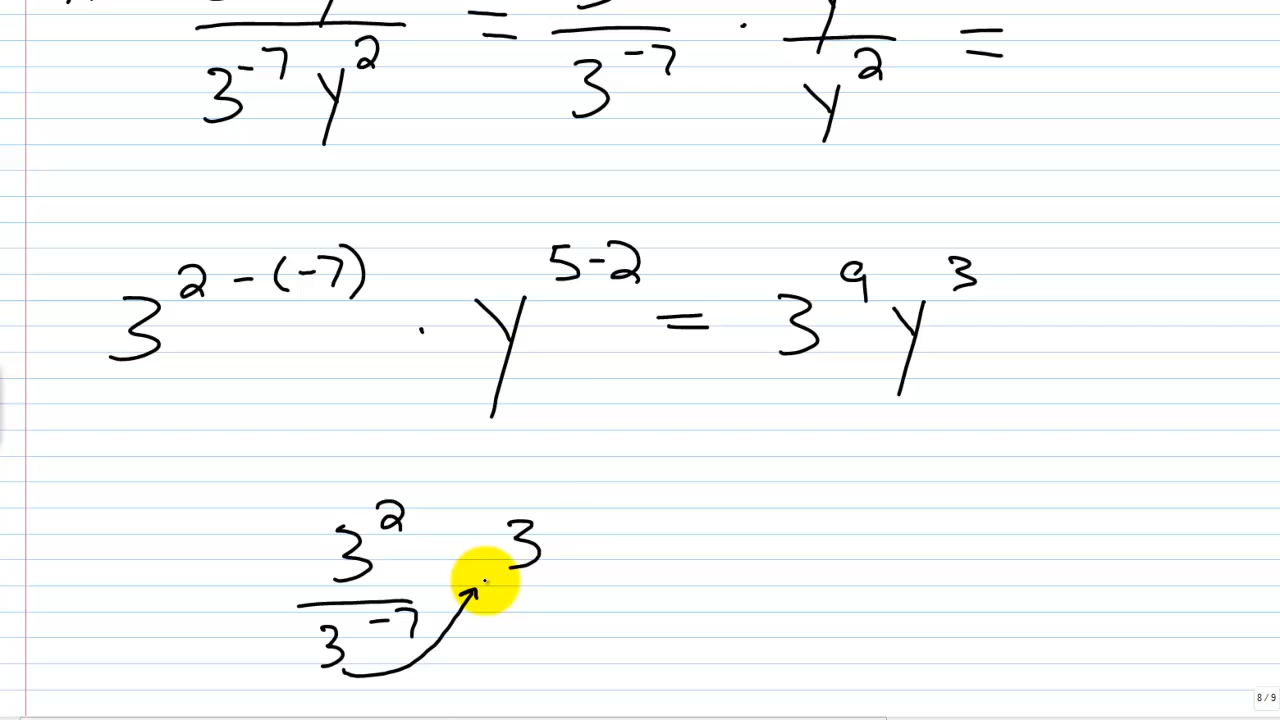 3^-7 y^2 = 3^-7 · y^2 =
3^2-(-7) · y^5-2 = 3^9 y^3
3^2 3
3^-7
8/9